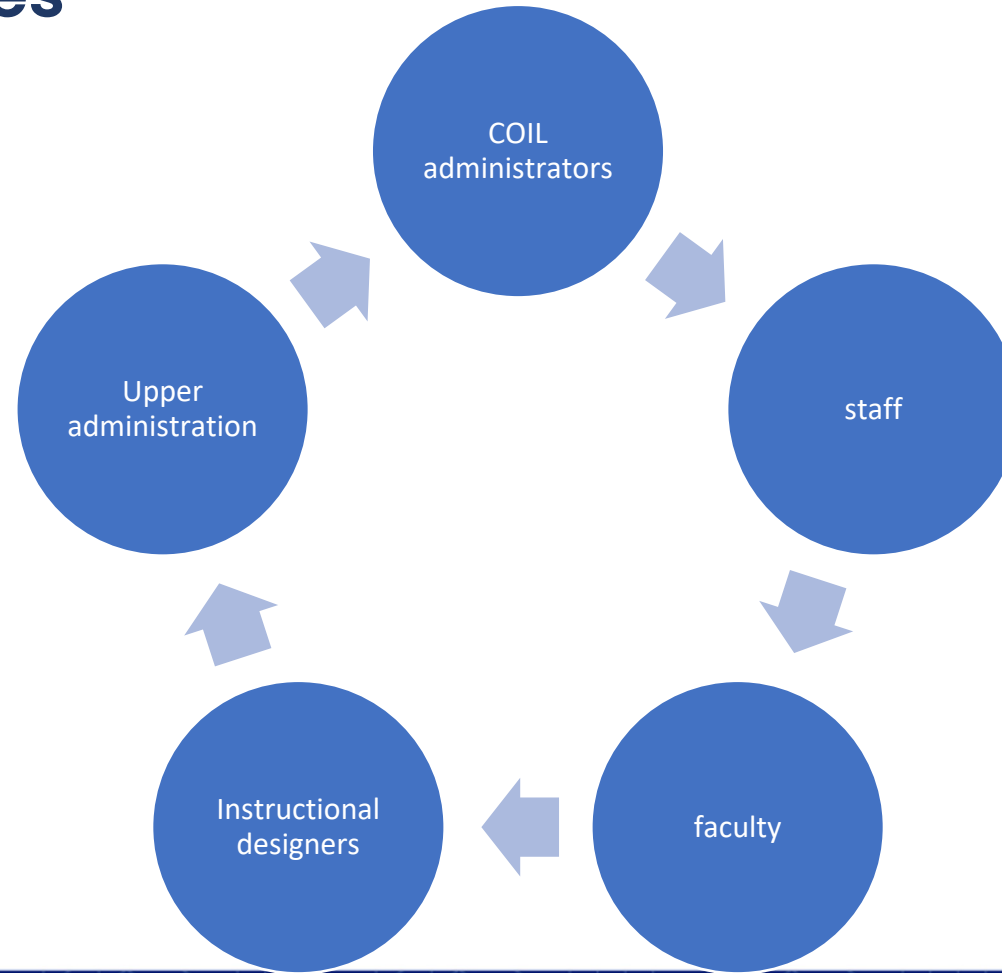 COIL
administrators
staff
faculty
Instructional
designers
Upper
administration